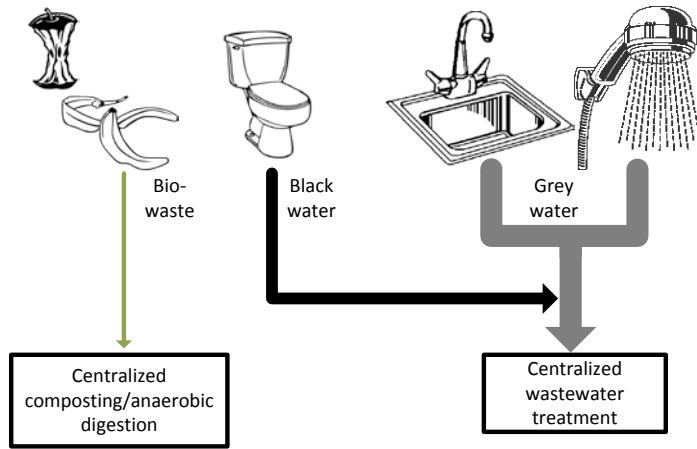 Bio-
waste
Black
water
Grey
water
Centralized
composting/anaerobic
digestion
Centralized
wastewater
treatment